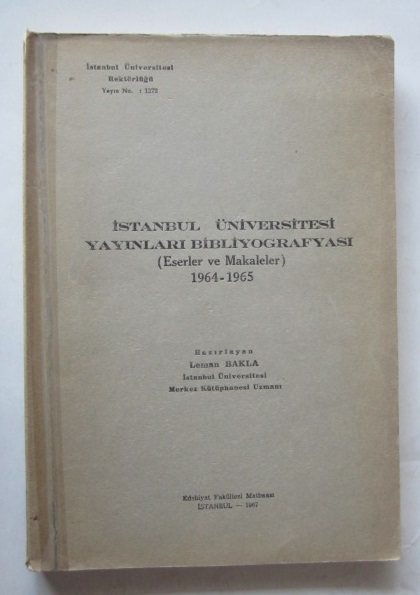 İstanbul Üniversitesi
Rektörlüğü
Yayın No. : 1272
İSTANBUL ÜNİVERSİTESİ
YAYINLARI BİBLİYOGRAFYASI
(Eserler ve Makaleler)
1964-1965
Hazırlayan
Leman BAKLA
İstanbul Üniversitesi
Merkez Kütüphanesi Uzmanı
Edebiyat Fakültesi Matbaası
İSTANBUL — 1967